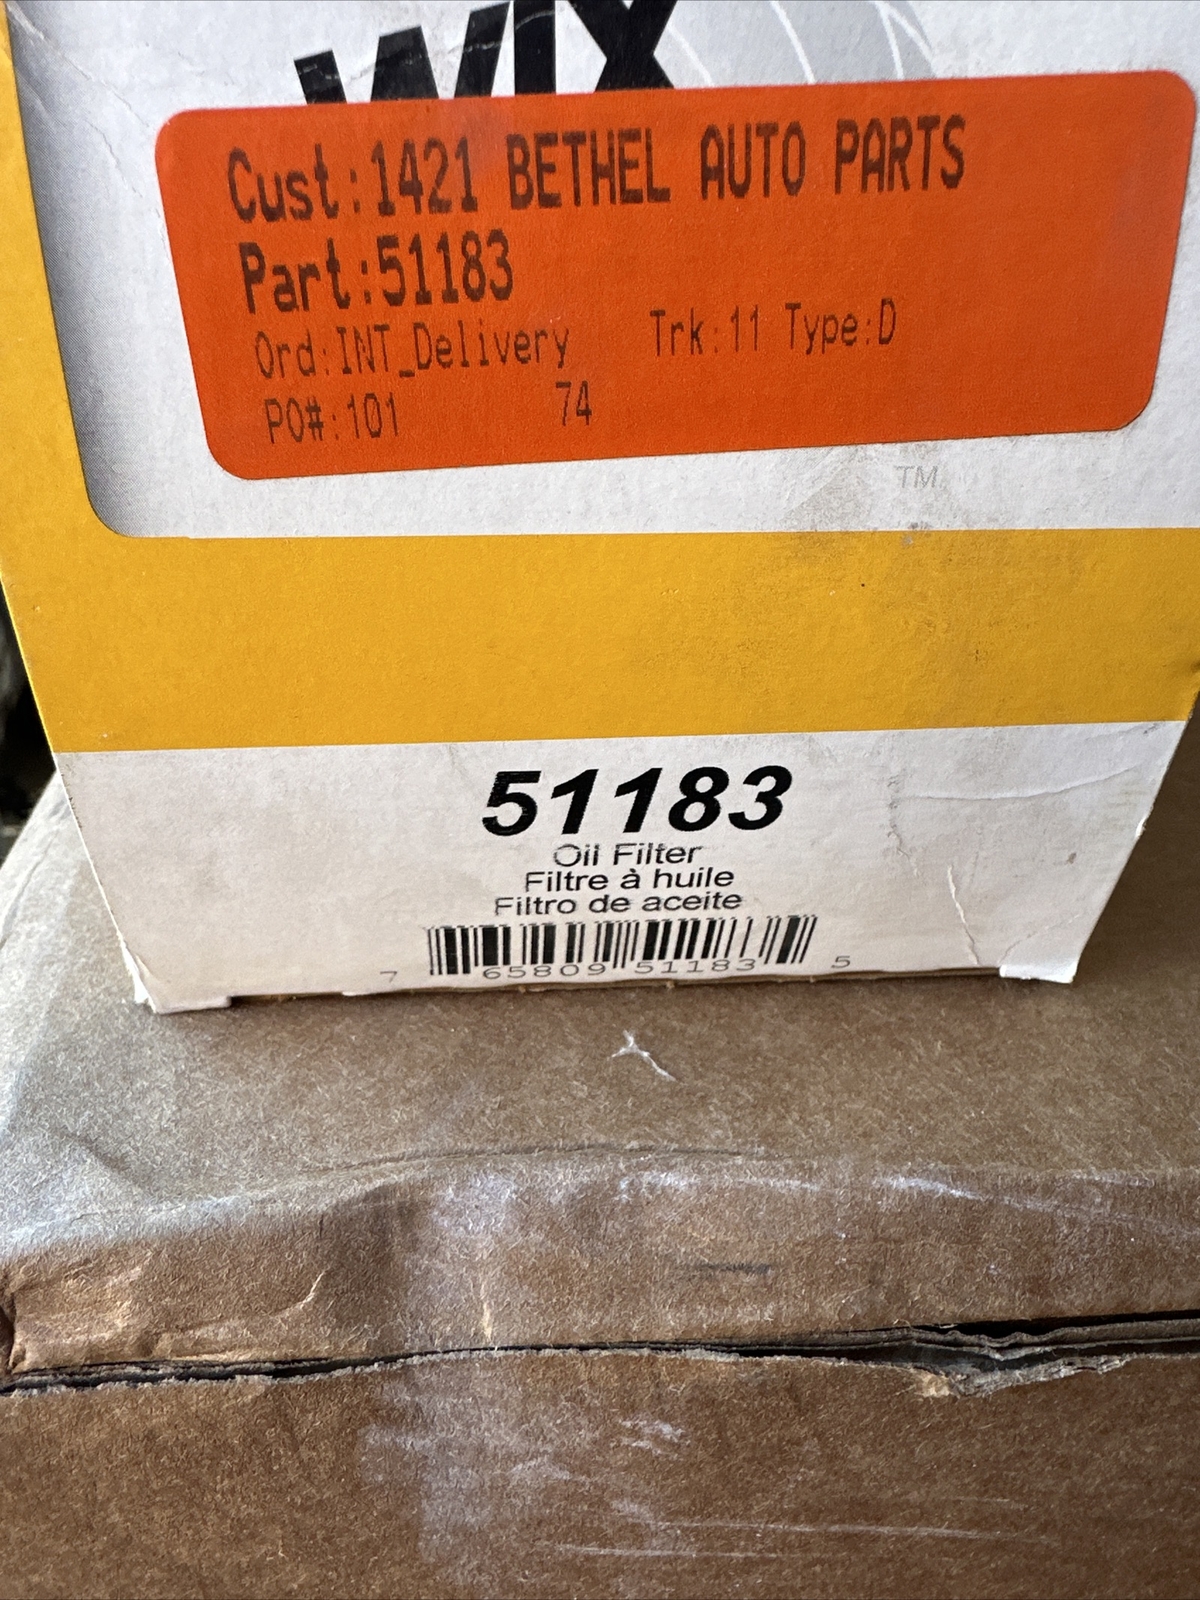 WIX
Cust:1421 BETHEL AUTO PARTS
Part:51183
Ord:INT_Delivery Trk:11 Type:D
PO#:101 74
TM
51183
Oil Filter
Filtre à huile
Filtro de aceite
7 65809 51183 5